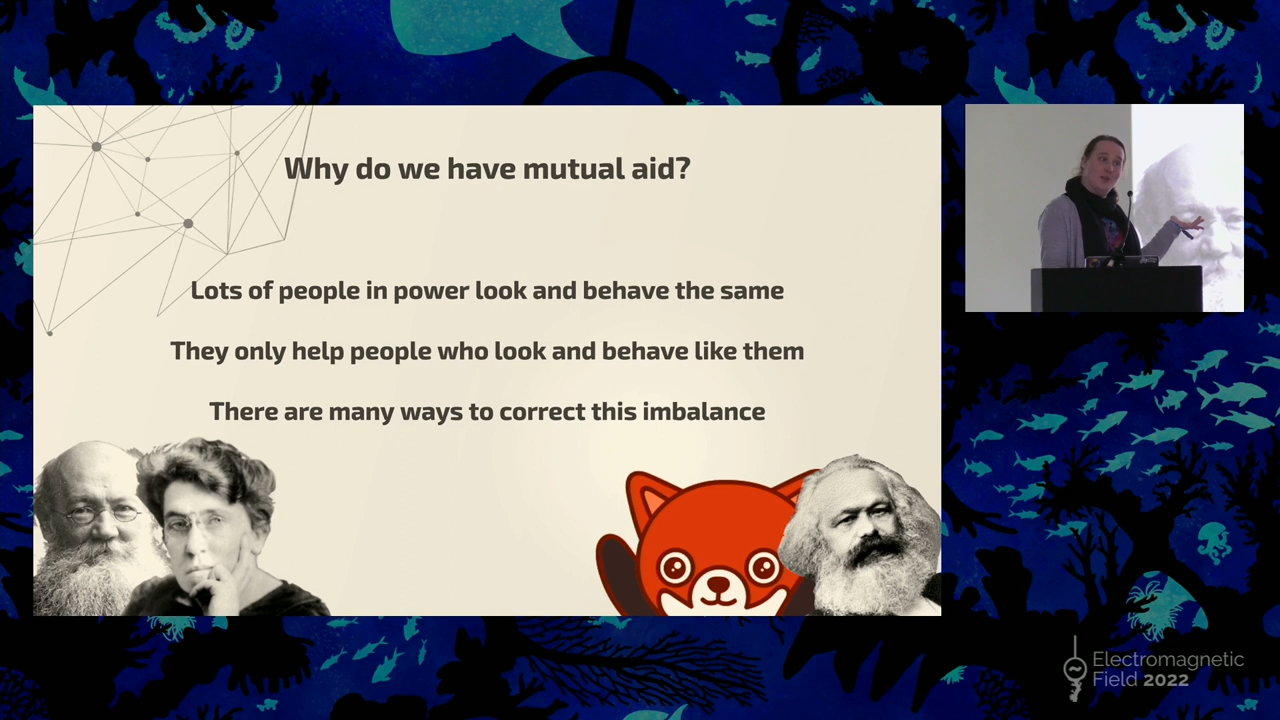 Why do we have mutual aid?
Lots of people in power look and behave the same
They only help people who look and behave like them
There are many ways to correct this imbalance
Electromagnetic
Field 2022